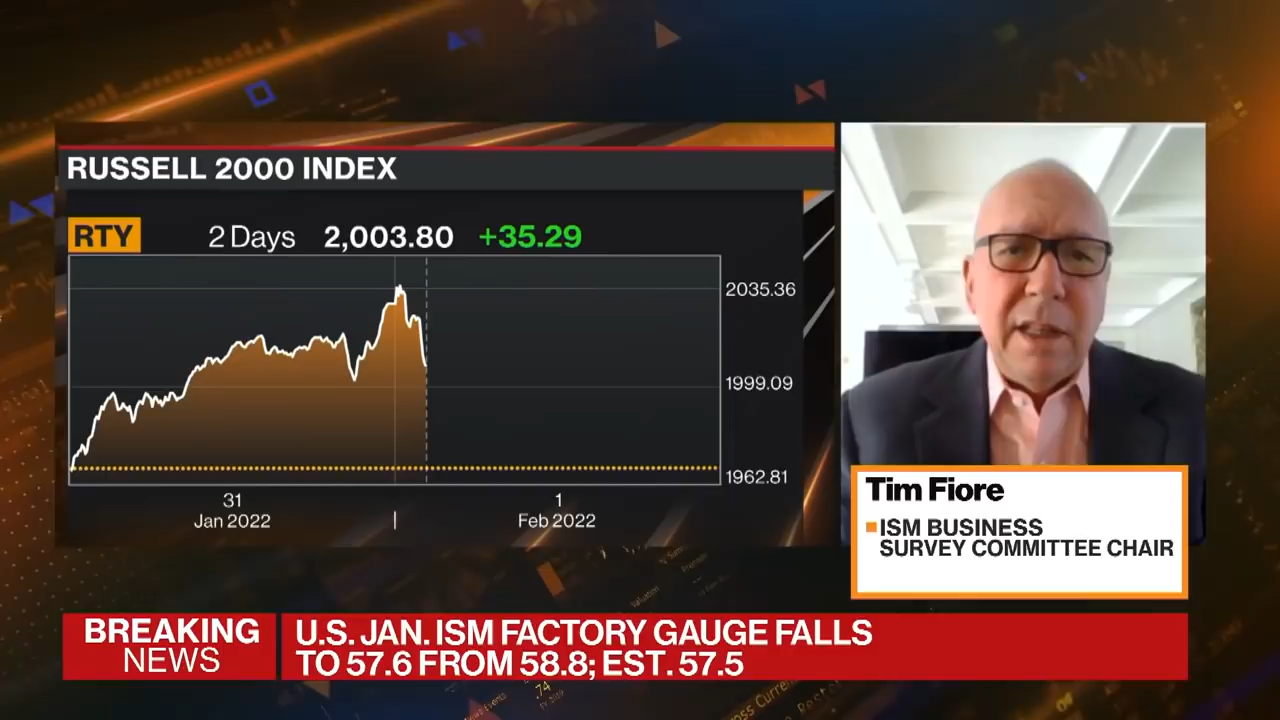 RUSSELL 2000 INDEX
RTY 2 Days 2,003.80 +35.29
2035.36
1999.09
1962.81
31 1
Jan 2022 Feb 2022
Tim Fiore
ISM BUSINESS
SURVEY COMMITTEE CHAIR
BREAKING
NEWS
U.S. JAN. ISM FACTORY GAUGE FALLS
TO 57.6 FROM 58.8; EST. 57.5